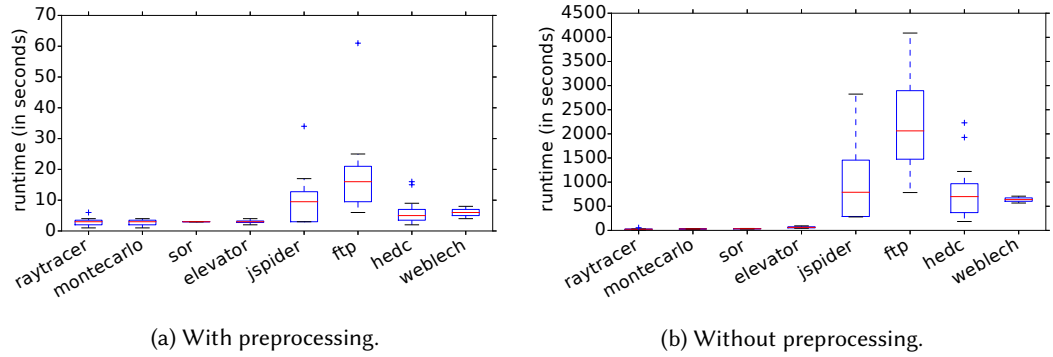 70
60
50
40
30
20
10
0
runtime (in seconds)
raytracer
montecarlo
sor
elevator
jspider
ftp
hedc
weblech
(a) With preprocessing.
4500
4000
3500
3000
2500
2000
1500
1000
500
0
runtime (in seconds)
raytracer
montecarlo
sor
elevator
jspider
ftp
hedc
weblech
(b) Without preprocessing.